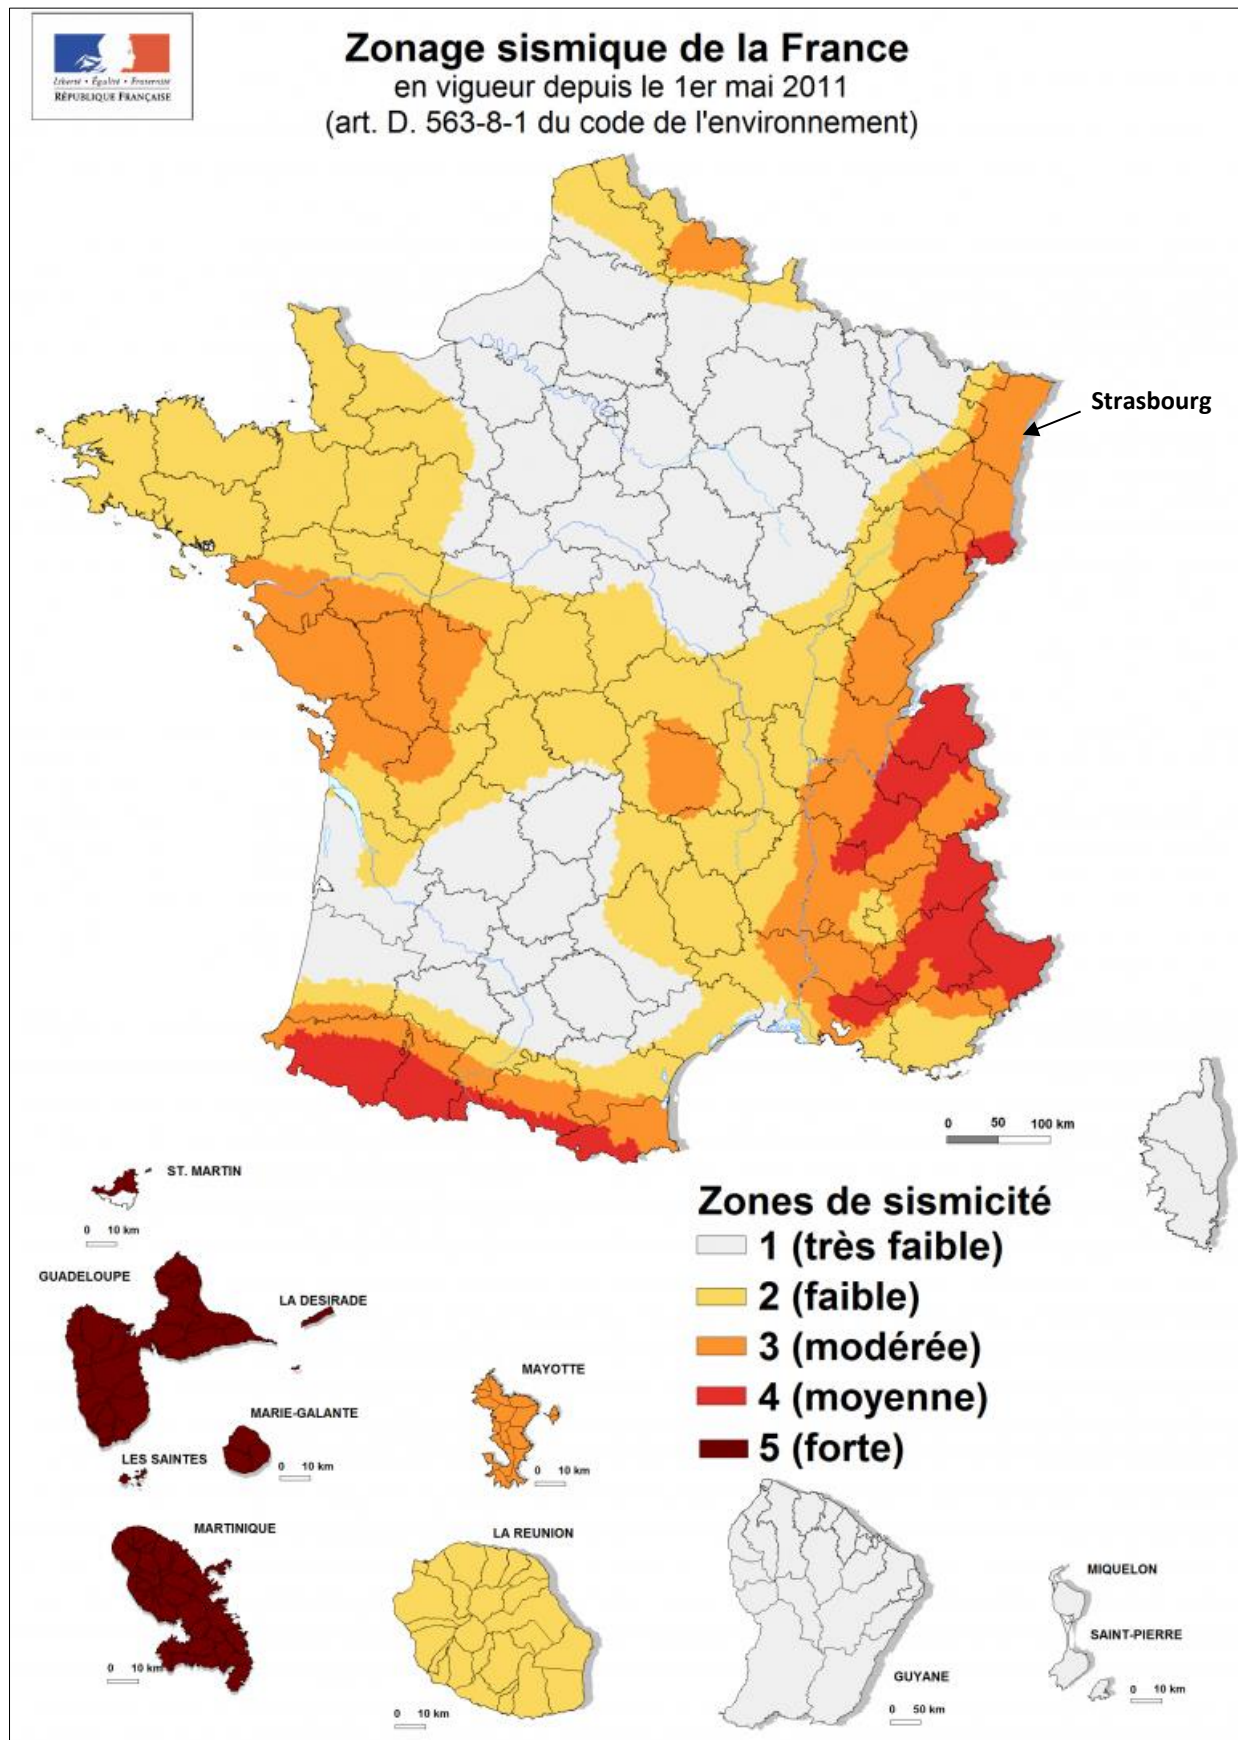 Liberté • Égalité • Fraternité
RÉPUBLIQUE FRANÇAISE
Zonage sismique de la France
en vigueur depuis le 1er mai 2011
(art. D. 563-8-1 du code de l'environnement)
Strasbourg
0 50 100 km
ST. MARTIN
0 10 km
GUADELOUPE
LA DESIRADE
MARIE-GALANTE
0 10 km
LES SAINTES
MARTINIQUE
0 10 km
MAYOTTE
0 10 km
LA REUNION
0 10 km
Zones de sismicité
1 (très faible)
2 (faible)
3 (modérée)
4 (moyenne)
5 (forte)
GUYANE
0 50 km
MIQUELON
SAINT-PIERRE
0 10 km